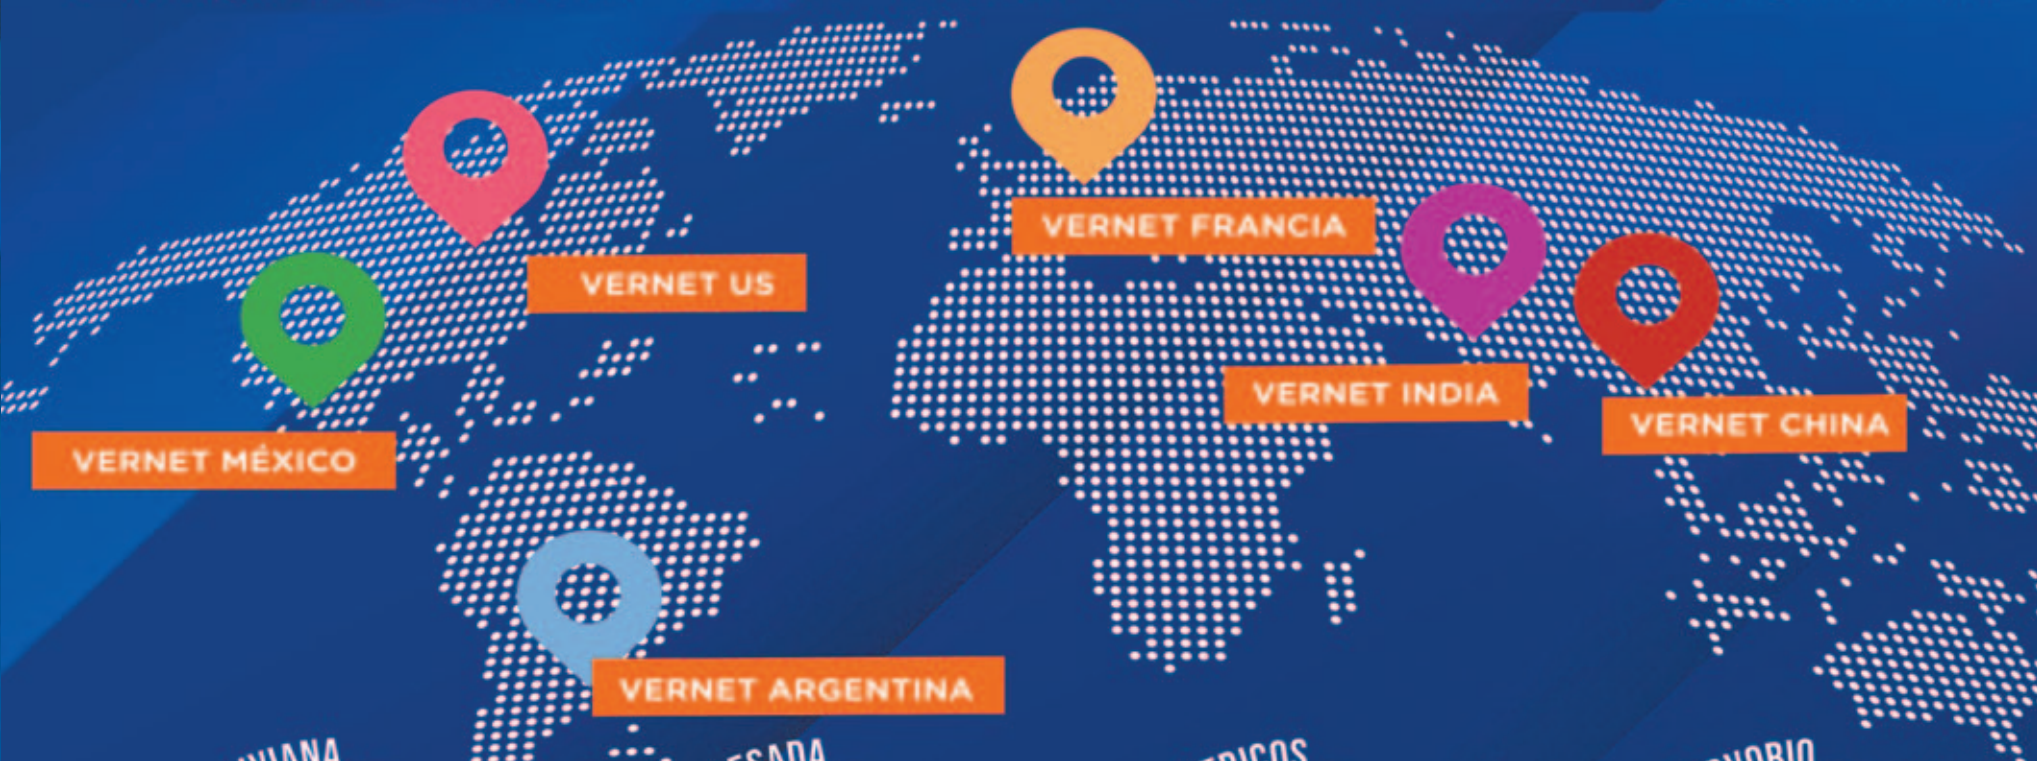 VERNET FRANCIA
VERNET US
VERNET INDIA
VERNET CHINA
VERNET MÉXICO
VERNET ARGENTINA